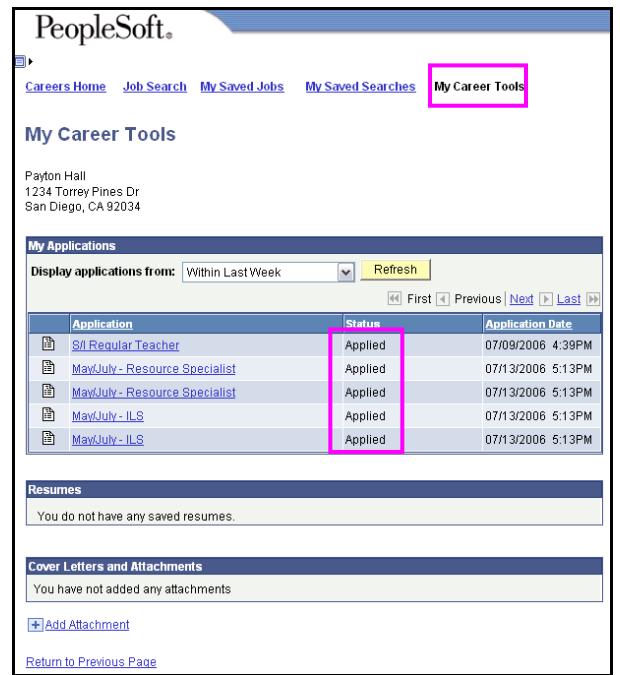 PeopleSoft®
Careers Home Job Search My Saved Jobs My Saved Searches My Career Tools
My Career Tools
Payton Hall
1234 Torrey Pines Dr
San Diego, CA 92034
My Applications
Display applications from: Within Last Week Refresh
First Previous | Next Last
Application Status Application Date
S/I Regular Teacher Applied 07/09/2006 4:39PM
May/July - Resource Specialist Applied 07/13/2006 5:13PM
May/July - Resource Specialist Applied 07/13/2006 5:13PM
May/July - ILS Applied 07/13/2006 5:13PM
May/July - ILS Applied 07/13/2006 5:13PM
Resumes
You do not have any saved resumes.
Cover Letters and Attachments
You have not added any attachments
Add Attachment
Return to Previous Page